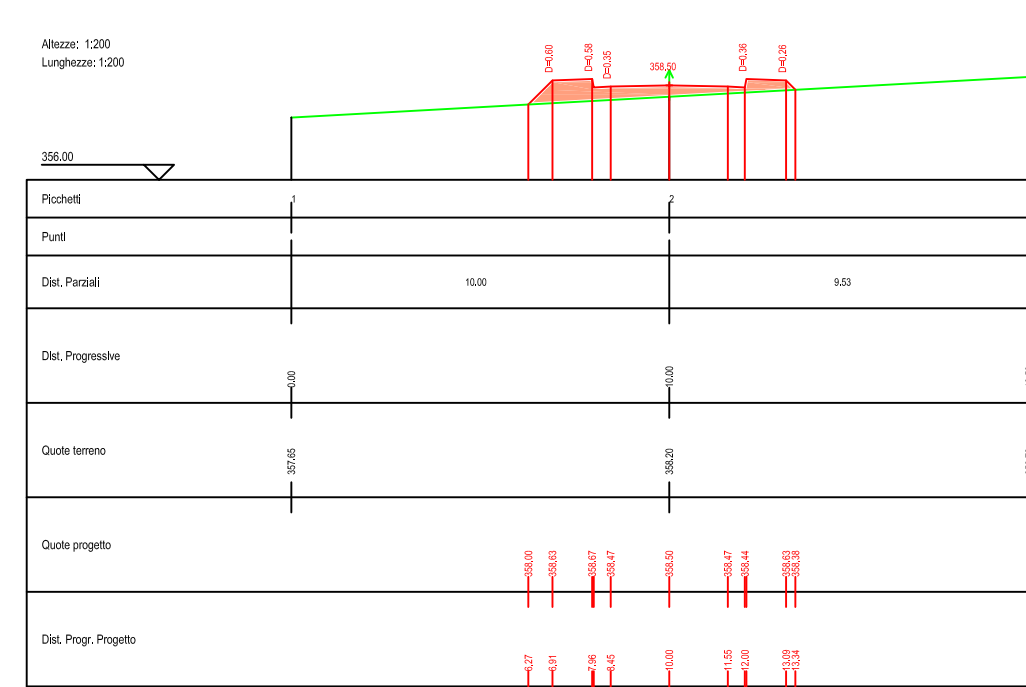 Altezze: 1:200
Lunghezze: 1:200
D=0.60
D=0.58
D=0.35
358.50
D=0.36
D=0.26
356.00
Picchetti
1
2
Punti
Dist. Parziali
10.00
9.53
Dist. Progressive
0.00
10.00
Quote terreno
357.65
358.20
Quote progetto
358.00
358.63
358.67
358.47
358.50
358.47
358.44
358.63
358.38
Dist. Progr. Progetto
6.27
6.91
7.96
8.45
10.00
11.55
12.00
13.09
13.34